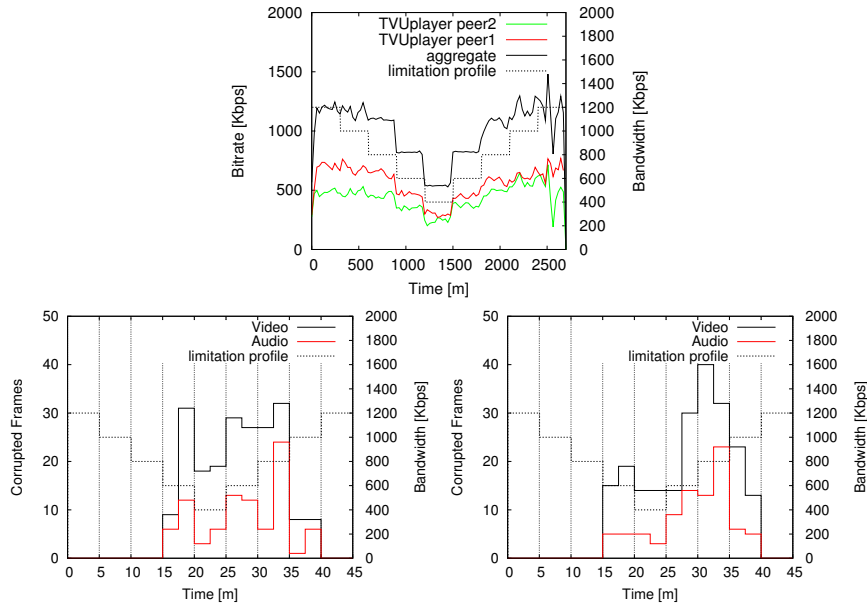 TVUplayer peer2
TVUplayer peer1
aggregate
limitation profile
Bitrate [Kbps]
2000
1500
1000
500
0
Bandwidth [Kbps]
2000
1800
1600
1400
1200
1000
800
600
400
200
0
0 500 1000 1500 2000 2500
Time [m]
Video
Audio
limitation profile
Corrupted Frames
50
40
30
20
10
0
Bandwidth [Kbps]
2000
1800
1600
1400
1200
1000
800
600
400
200
0
0 5 10 15 20 25 30 35 40 45
Time [m]
Video
Audio
limitation profile
Corrupted Frames
50
40
30
20
10
0
Bandwidth [Kbps]
2000
1800
1600
1400
1200
1000
800
600
400
200
0
0 5 10 15 20 25 30 35 40 45
Time [m]